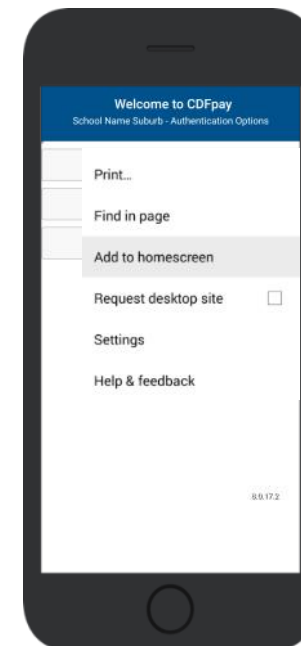 Welcome to CDFpay
School Name Suburb - Authentication Options
Print...
Find in page
Add to homescreen
Request desktop site
Settings
Help & feedback
8.9.17.2